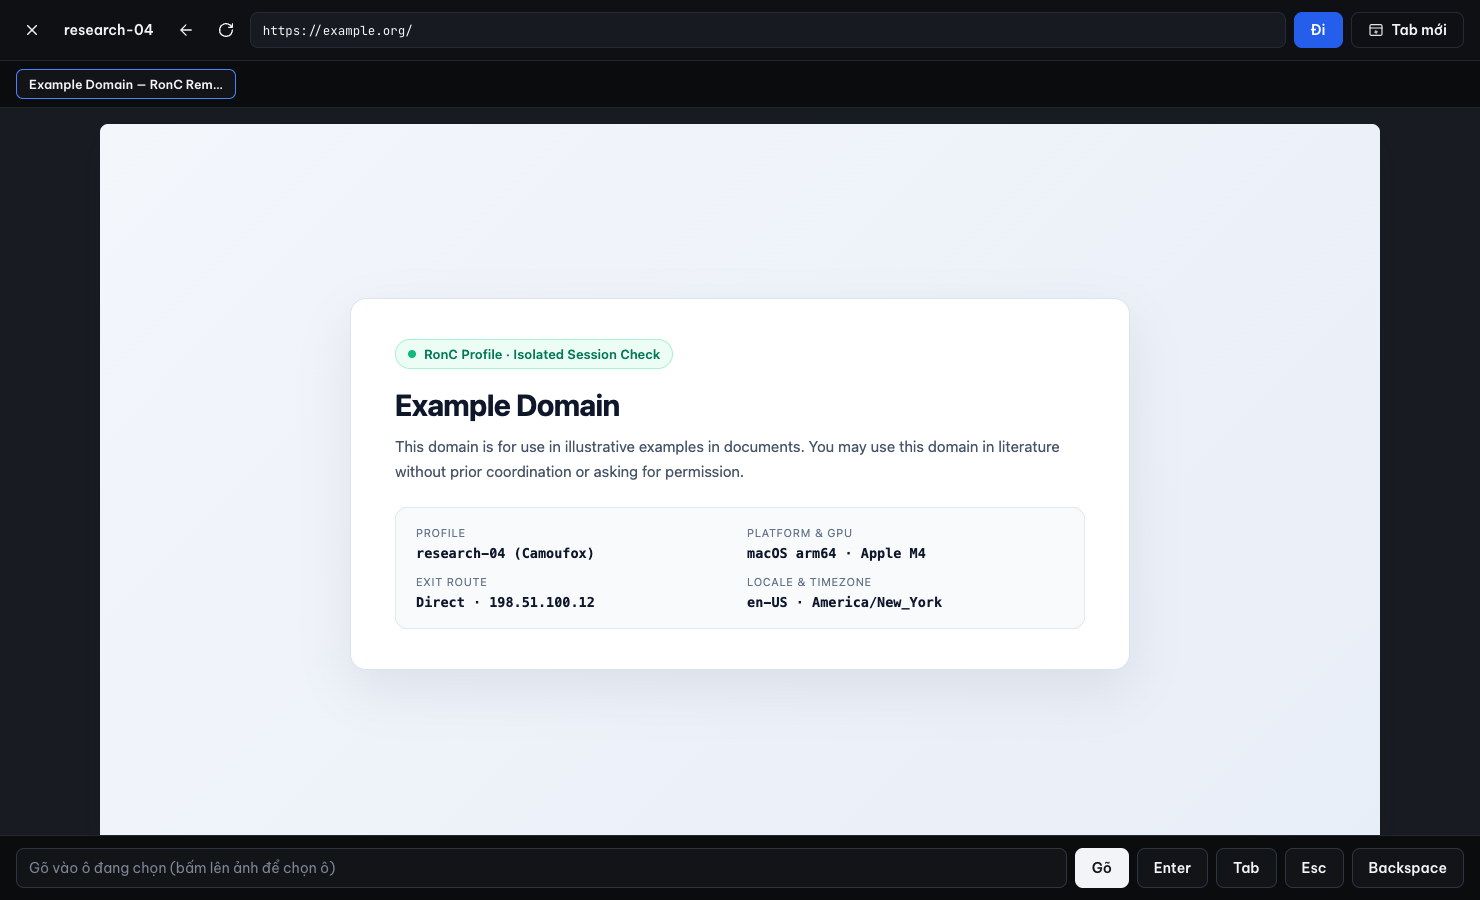 research-04
https://example.org/
Đi
Tab mới
Example Domain — RonC Rem...
RonC Profile · Isolated Session Check
Example Domain
This domain is for use in illustrative examples in documents. You may use this domain in literature
without prior coordination or asking for permission.
PROFILE
research-04 (Camoufox)
PLATFORM & GPU
macOS arm64 · Apple M4
EXIT ROUTE
Direct · 198.51.100.12
LOCALE & TIMEZONE
en-US · America/New_York
Gõ vào ô đang chọn (bấm lên ảnh để chọn ô)
Gõ
Enter
Tab
Esc
Backspace